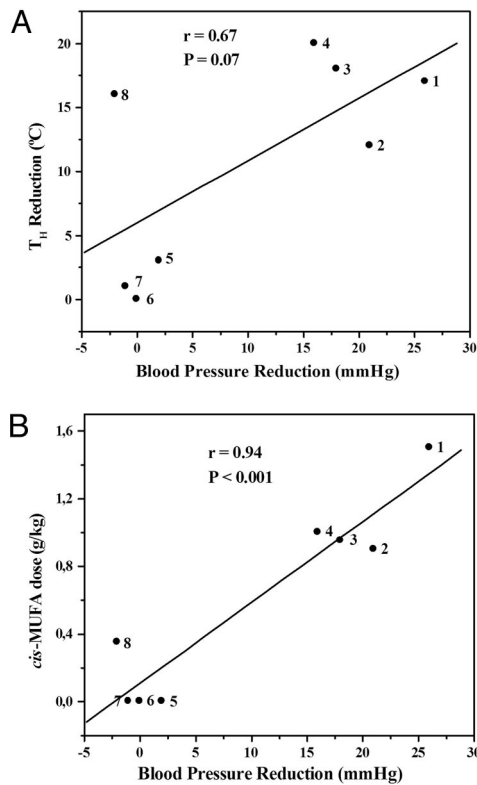 A
r = 0.67
P = 0.07
20
15
10
5
0
T_H Reduction (ºC)
4
3
1
2
8
5
7
6
-5 0 5 10 15 20 25 30
Blood Pressure Reduction (mmHg)
B
r = 0.94
P < 0.001
1,6
1,2
0,8
0,4
0,0
cis-MUFA dose (g/kg)
1
4
3
2
8
7 6 5
-5 0 5 10 15 20 25 30
Blood Pressure Reduction (mmHg)